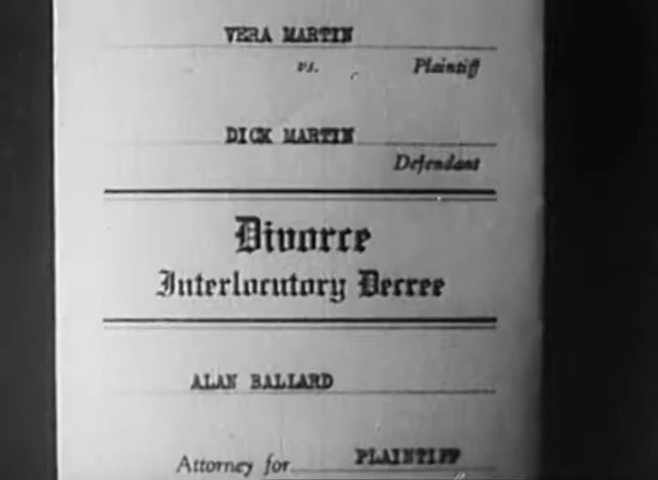 VERA MARTIN
vs. Plaintiff
DICK MARTIN
Defendant
Divorce
Interlocutory Decree
ALAN BALLARD
Attorney for PLAINTIFF